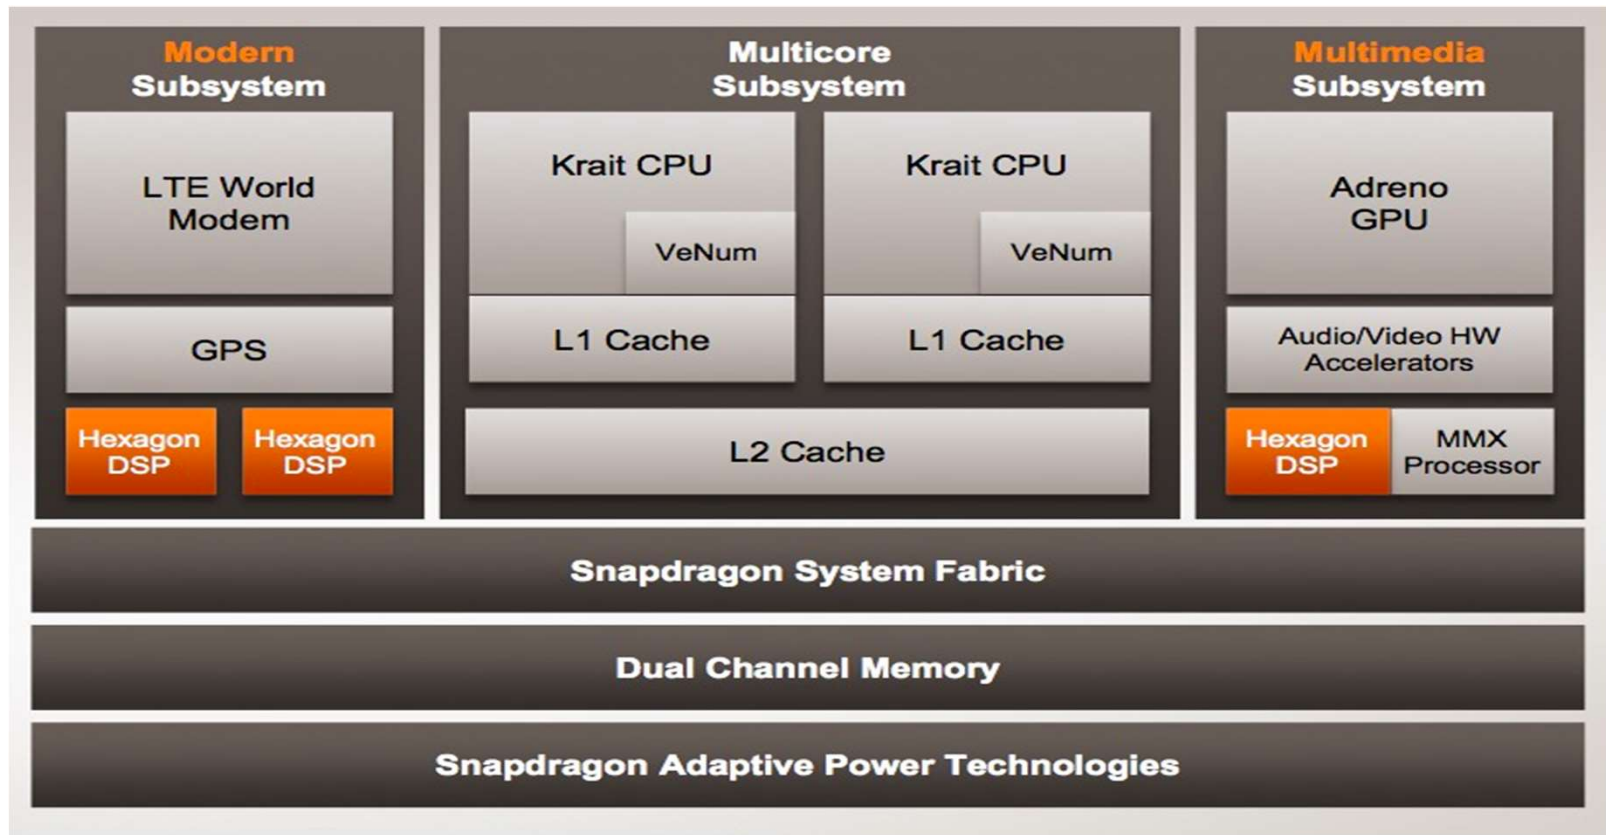 Modern
Subsystem
LTE World
Modem
GPS
Hexagon
DSP
Hexagon
DSP
Multicore
Subsystem
Krait CPU
VeNum
L1 Cache
Krait CPU
VeNum
L1 Cache
L2 Cache
Multimedia
Subsystem
Adreno
GPU
Audio/Video HW
Accelerators
Hexagon
DSP
MMX
Processor
Snapdragon System Fabric
Dual Channel Memory
Snapdragon Adaptive Power Technologies